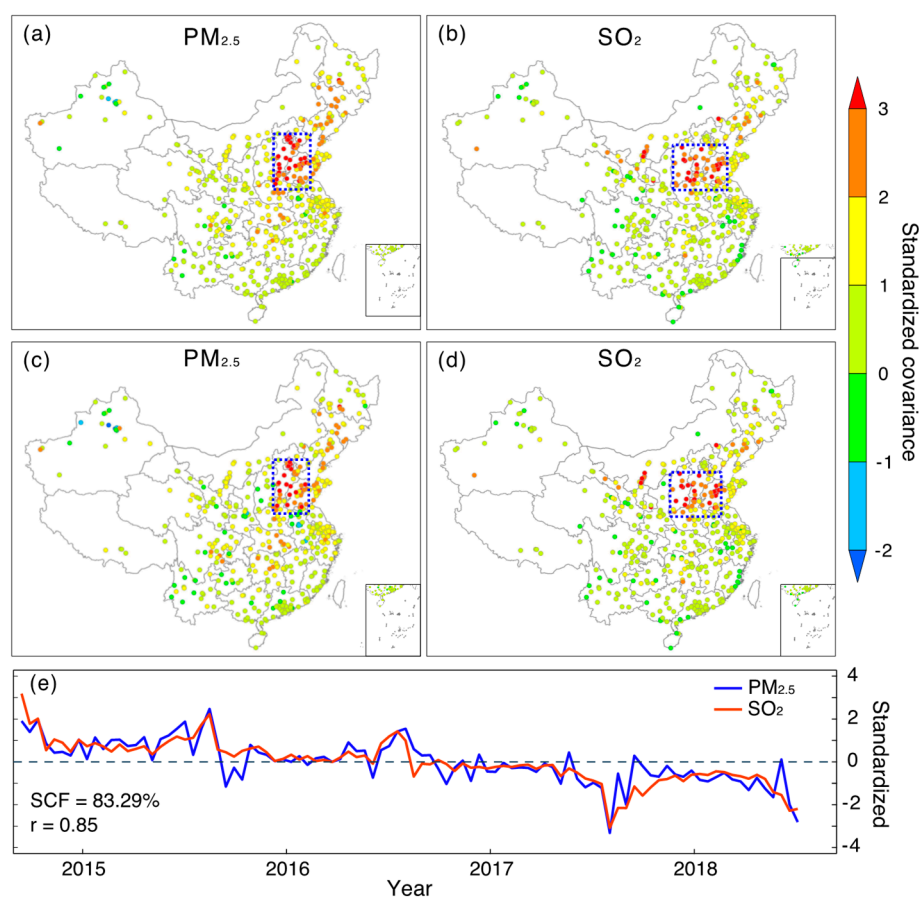 (a) PM2.5
(b) SO2
3
2
1
0
-1
-2
Standardized covariance
(c) PM2.5
(d) SO2
(e)
PM2.5
SO2
SCF = 83.29%
r = 0.85
4
2
0
-2
-4
Standardized
2015 2016 2017 2018
Year